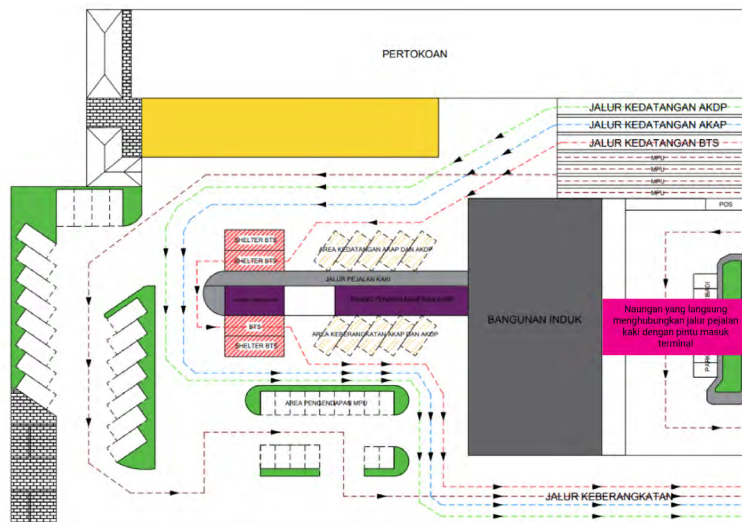 PERTOKOAN
JALUR KEDATANGAN AKDP
JALUR KEDATANGAN AKAP
JALUR KEDATANGAN BTS
MPU
MPU
MPU
POS
SHELTER BTS
SHELTER BTS
AREA KEDATANGAN AKAP DAN AKDP
JALUR PEJALAN KAKI
BANGUNAN INDUK
Naungan yang langsung
menghubungkan jalur pejalan
kaki dengan pintu masuk
terminal
BTS
SHELTER BTS
AREA KEBERANGKATAN AKAP DAN AKDP
AREA PENGENDAPAN MPU
JALUR KEBERANGKATAN